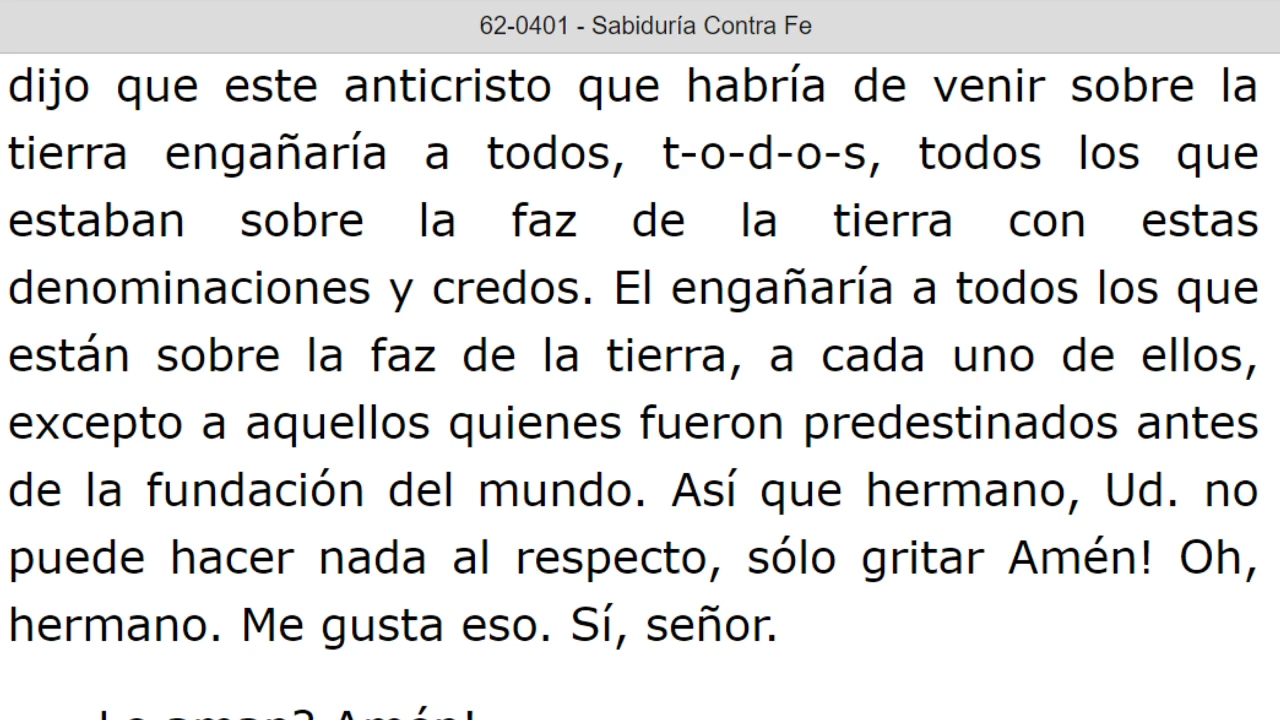 62-0401 - Sabiduría Contra Fe
dijo que este anticristo que habría de venir sobre la
tierra engañaría a todos, t-o-d-o-s, todos los que
estaban sobre la faz de la tierra con estas
denominaciones y credos. El engañaría a todos los que
están sobre la faz de la tierra, a cada uno de ellos,
excepto a aquellos quienes fueron predestinados antes
de la fundación del mundo. Así que hermano, Ud. no
puede hacer nada al respecto, sólo gritar Amén! Oh,
hermano. Me gusta eso. Sí, señor.
aman? Amén!